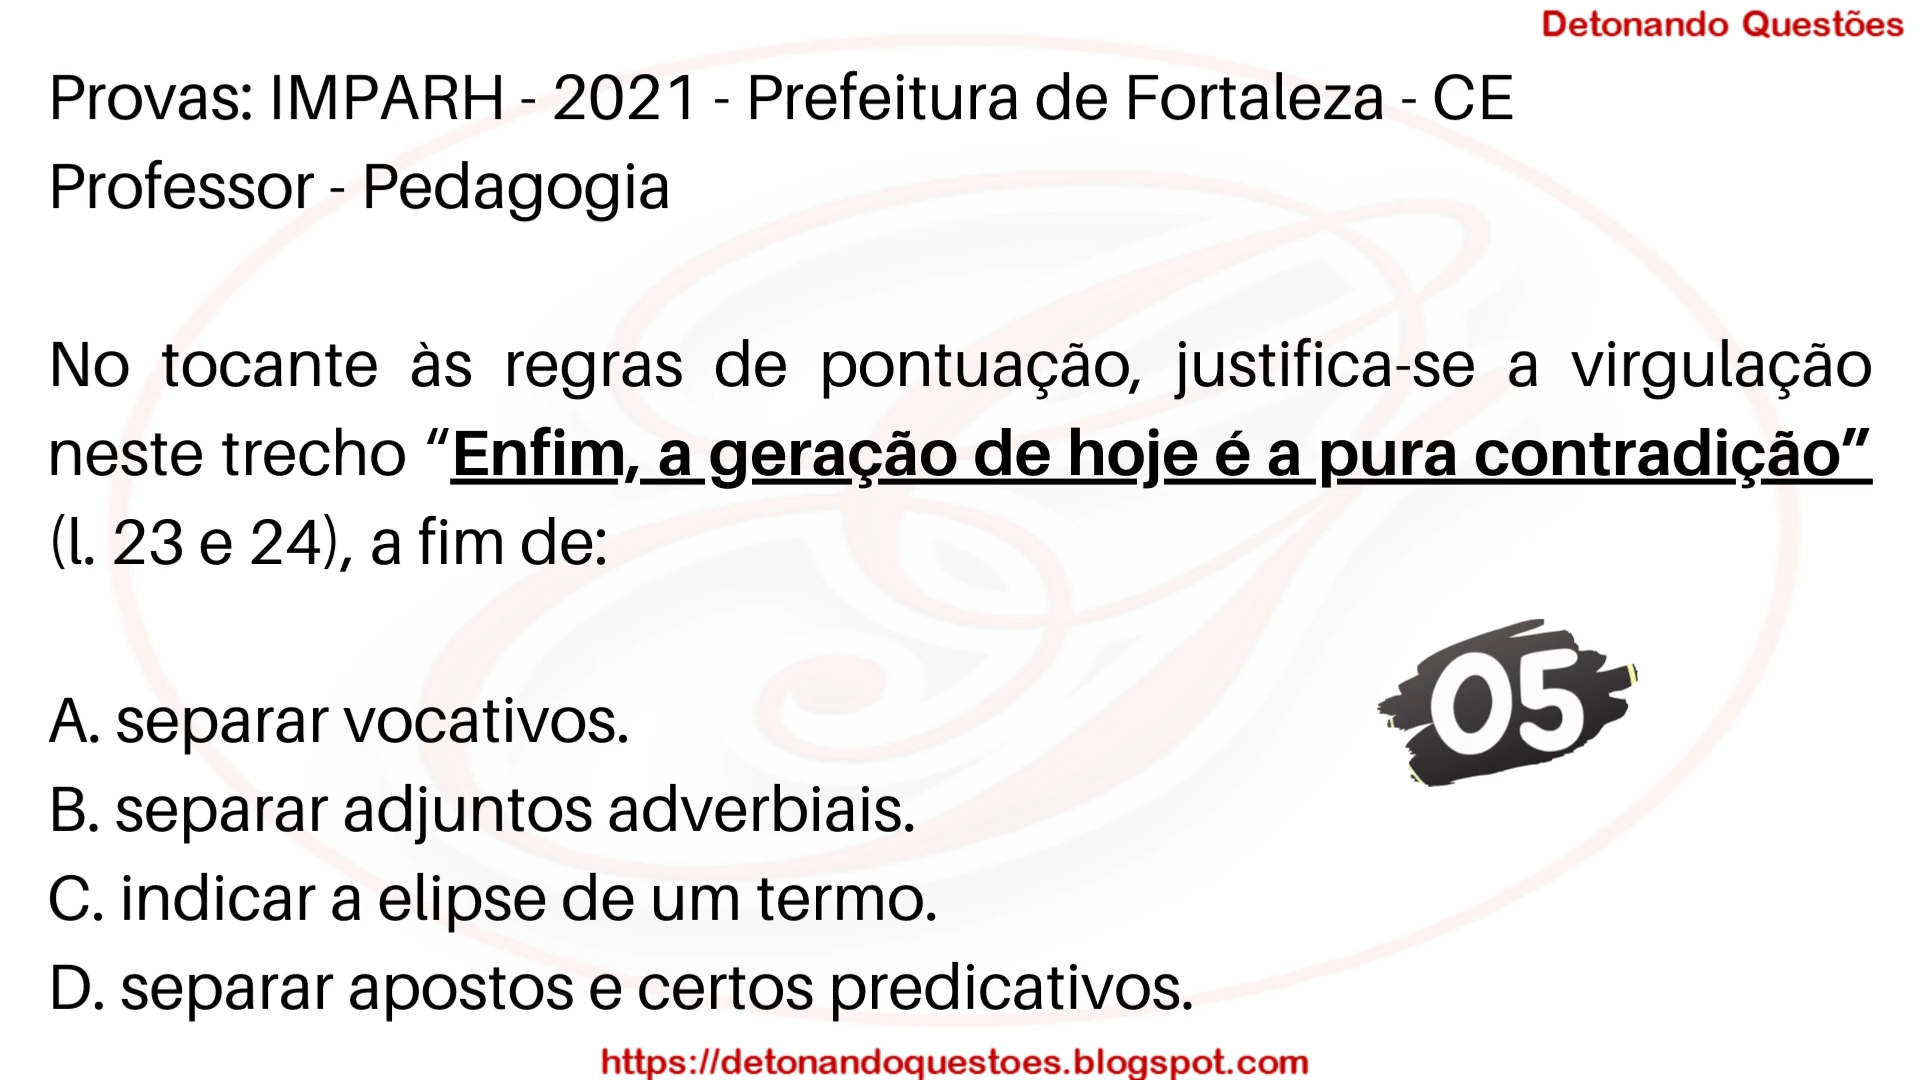 Detonando Questões
Provas: IMPARH - 2021 - Prefeitura de Fortaleza - CE
Professor - Pedagogia
No tocante às regras de pontuação, justifica-se a virgulação
neste trecho “Enfim, a geração de hoje é a pura contradição”
(l. 23 e 24), a fim de:
05
A. separar vocativos.
B. separar adjuntos adverbiais.
C. indicar a elipse de um termo.
D. separar apostos e certos predicativos.
https://detonandoquestoes.blogspot.com